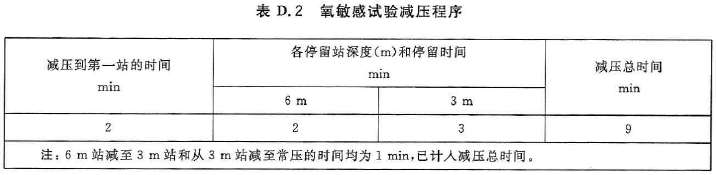 表 D.2 氧敏感试验减压程序
减压到第一站的时间
min
各停留站深度(m)和停留时间
min
减压总时间
min
6 m
3 m
2
2
3
9
注：6 m 站减至 3 m 站和从 3 m 站减至常压的时间均为 1 min,已计人减压总时间。